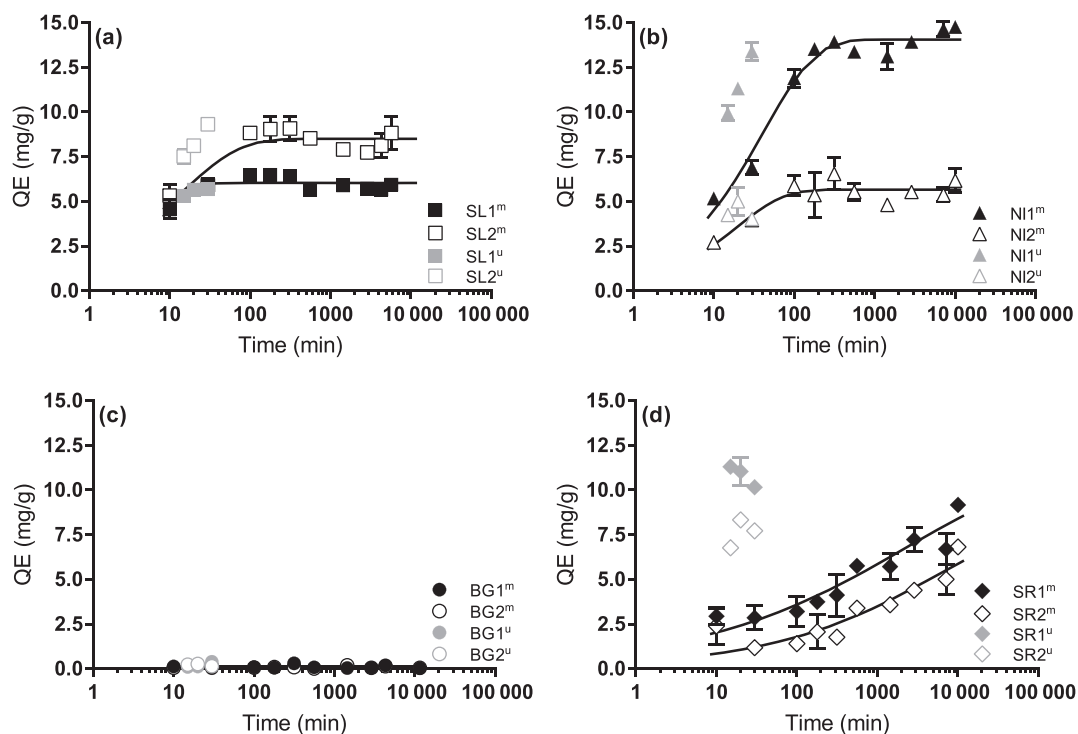 (a)
15.0
12.5
10.0
7.5
5.0
2.5
0.0
QE (mg/g)
1 10 100 1000 10 000 100 000
Time (min)
SL1ᵐ
SL2ᵐ
SL1ᵘ
SL2ᵘ
(b)
15.0
12.5
10.0
7.5
5.0
2.5
0.0
QE (mg/g)
1 10 100 1000 10 000 100 000
Time (min)
NI1ᵐ
NI2ᵐ
NI1ᵘ
NI2ᵘ
(c)
15.0
12.5
10.0
7.5
5.0
2.5
0.0
QE (mg/g)
1 10 100 1000 10 000 100 000
Time (min)
BG1ᵐ
BG2ᵐ
BG1ᵘ
BG2ᵘ
(d)
15.0
12.5
10.0
7.5
5.0
2.5
0.0
QE (mg/g)
1 10 100 1000 10 000 100 000
Time (min)
SR1ᵐ
SR2ᵐ
SR1ᵘ
SR2ᵘ